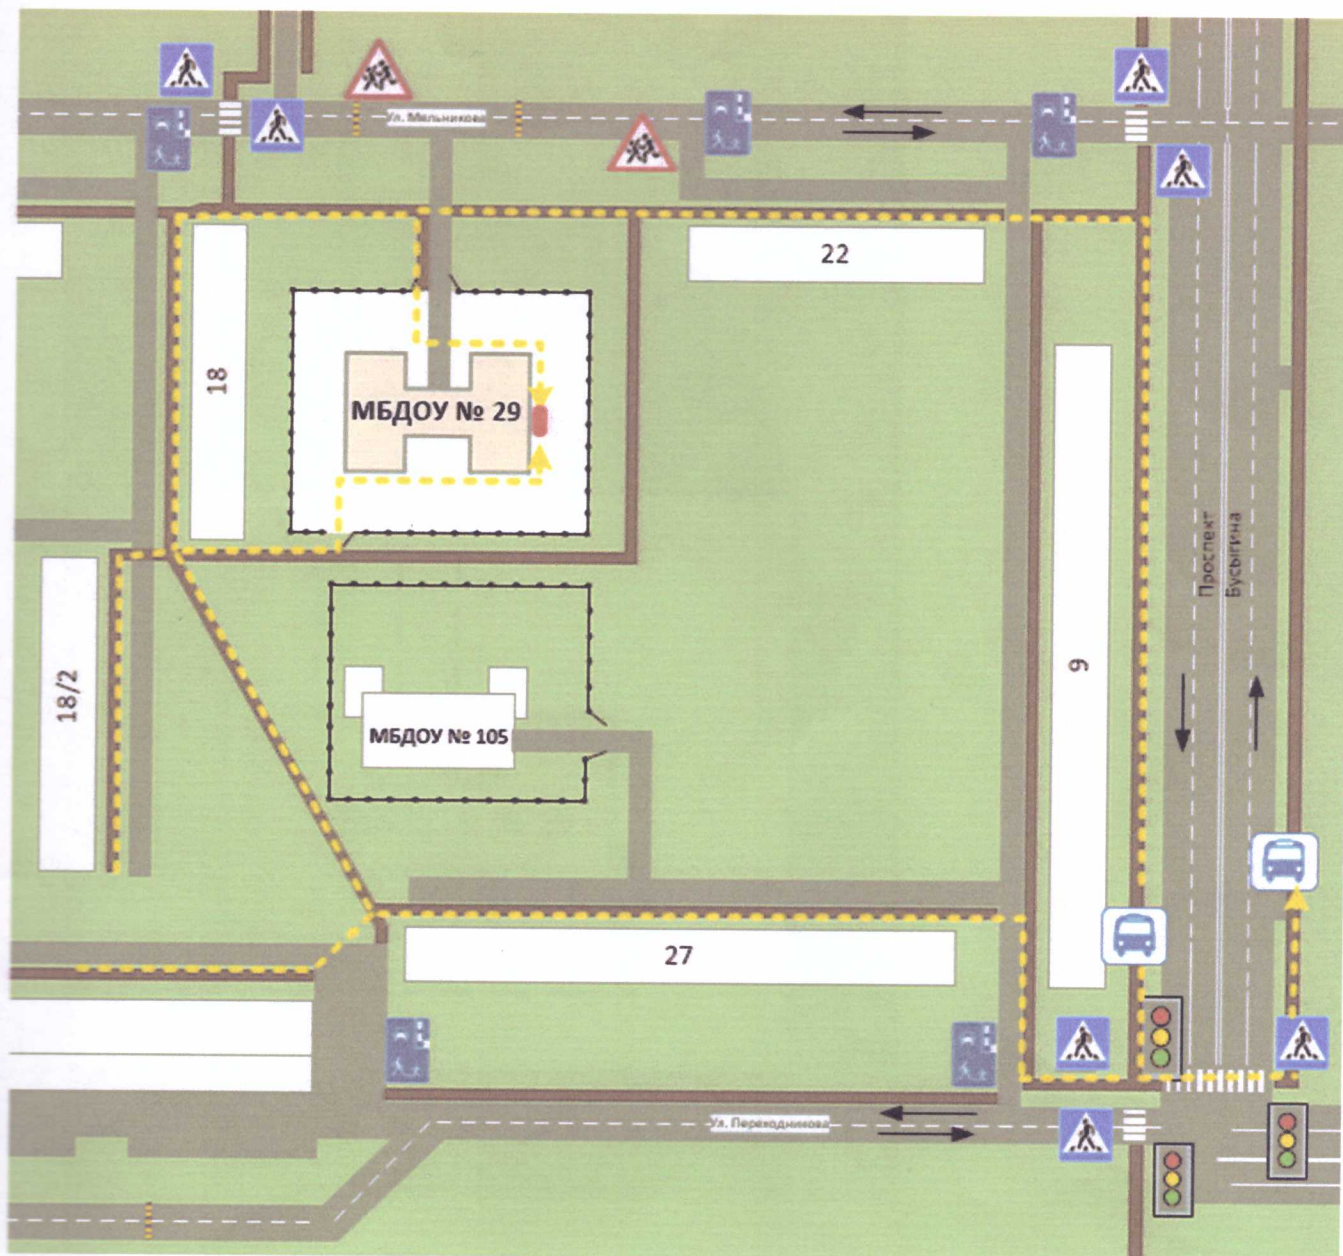 Ул. Мельникова
22
18
МБДОУ № 29
Проспект
Бусыгина
9
18/2
МБДОУ № 105
27
Ул. Переходникова